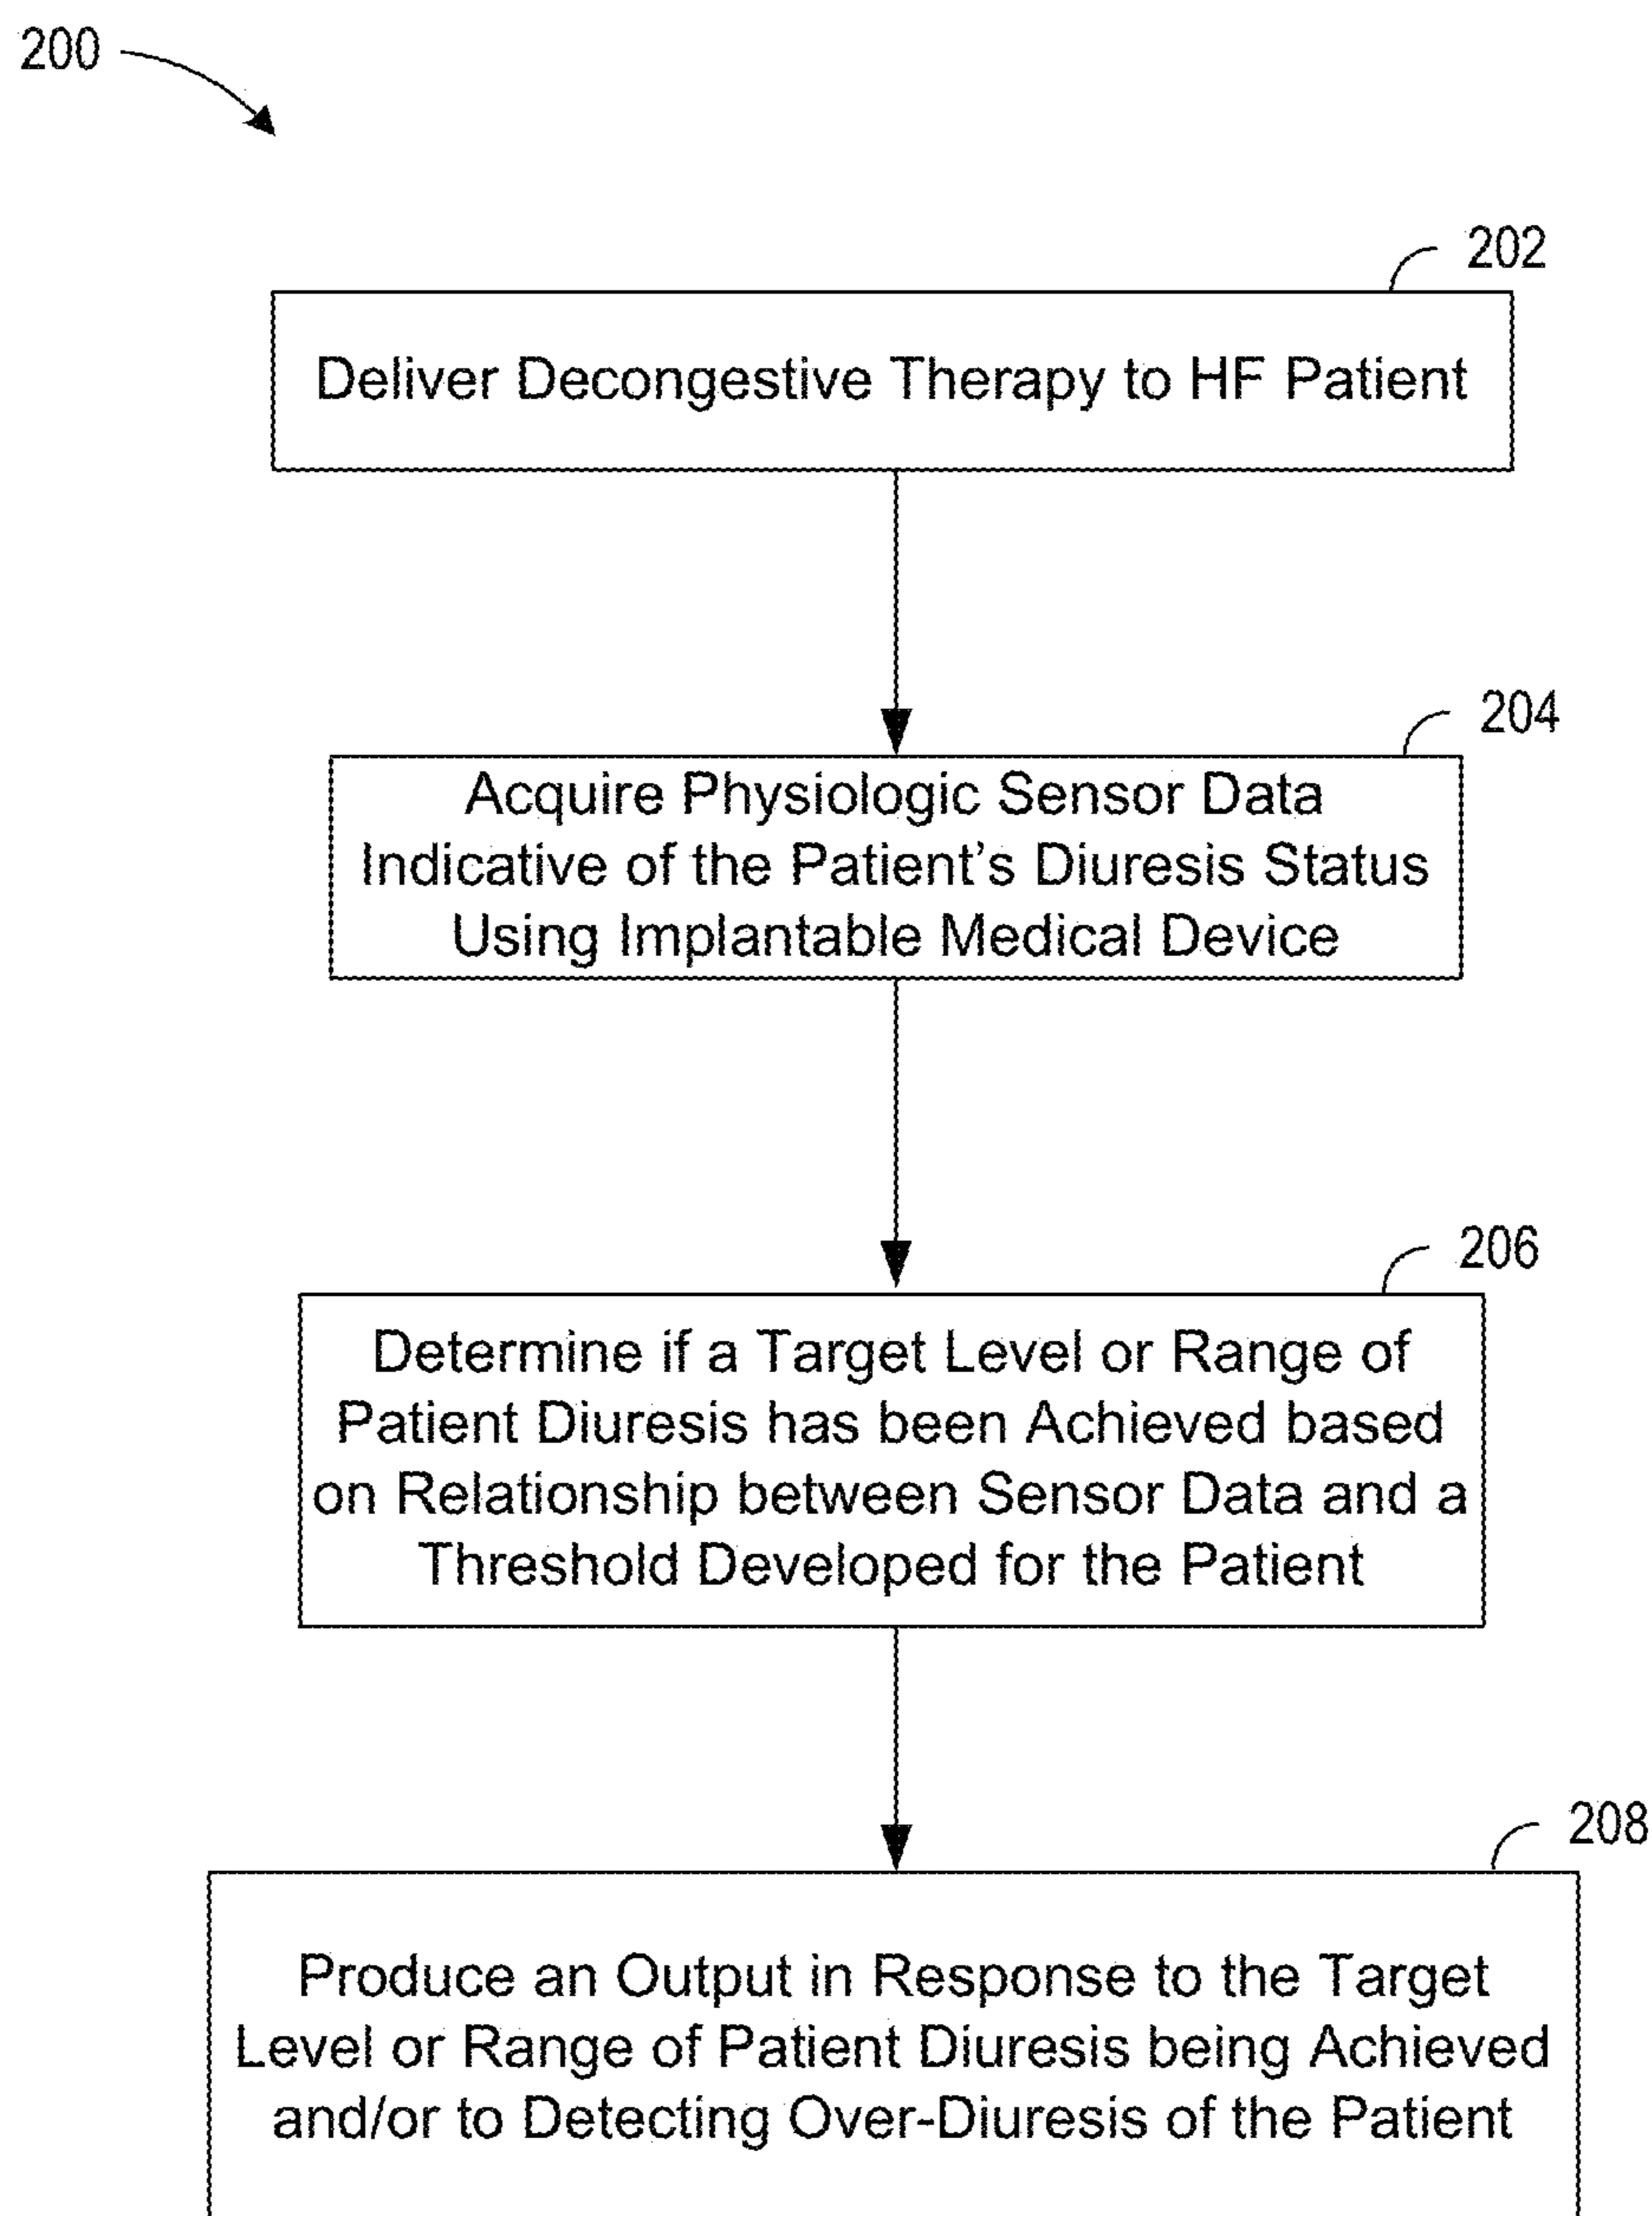 200
202
Deliver Decongestive Therapy to HF Patient
204
Acquire Physiologic Sensor Data
Indicative of the Patient's Diuresis Status
Using Implantable Medical Device
206
Determine if a Target Level or Range of
Patient Diuresis has been Achieved based
on Relationship between Sensor Data and a
Threshold Developed for the Patient
208
Produce an Output in Response to the Target
Level or Range of Patient Diuresis being Achieved
and/or to Detecting Over-Diuresis of the Patient